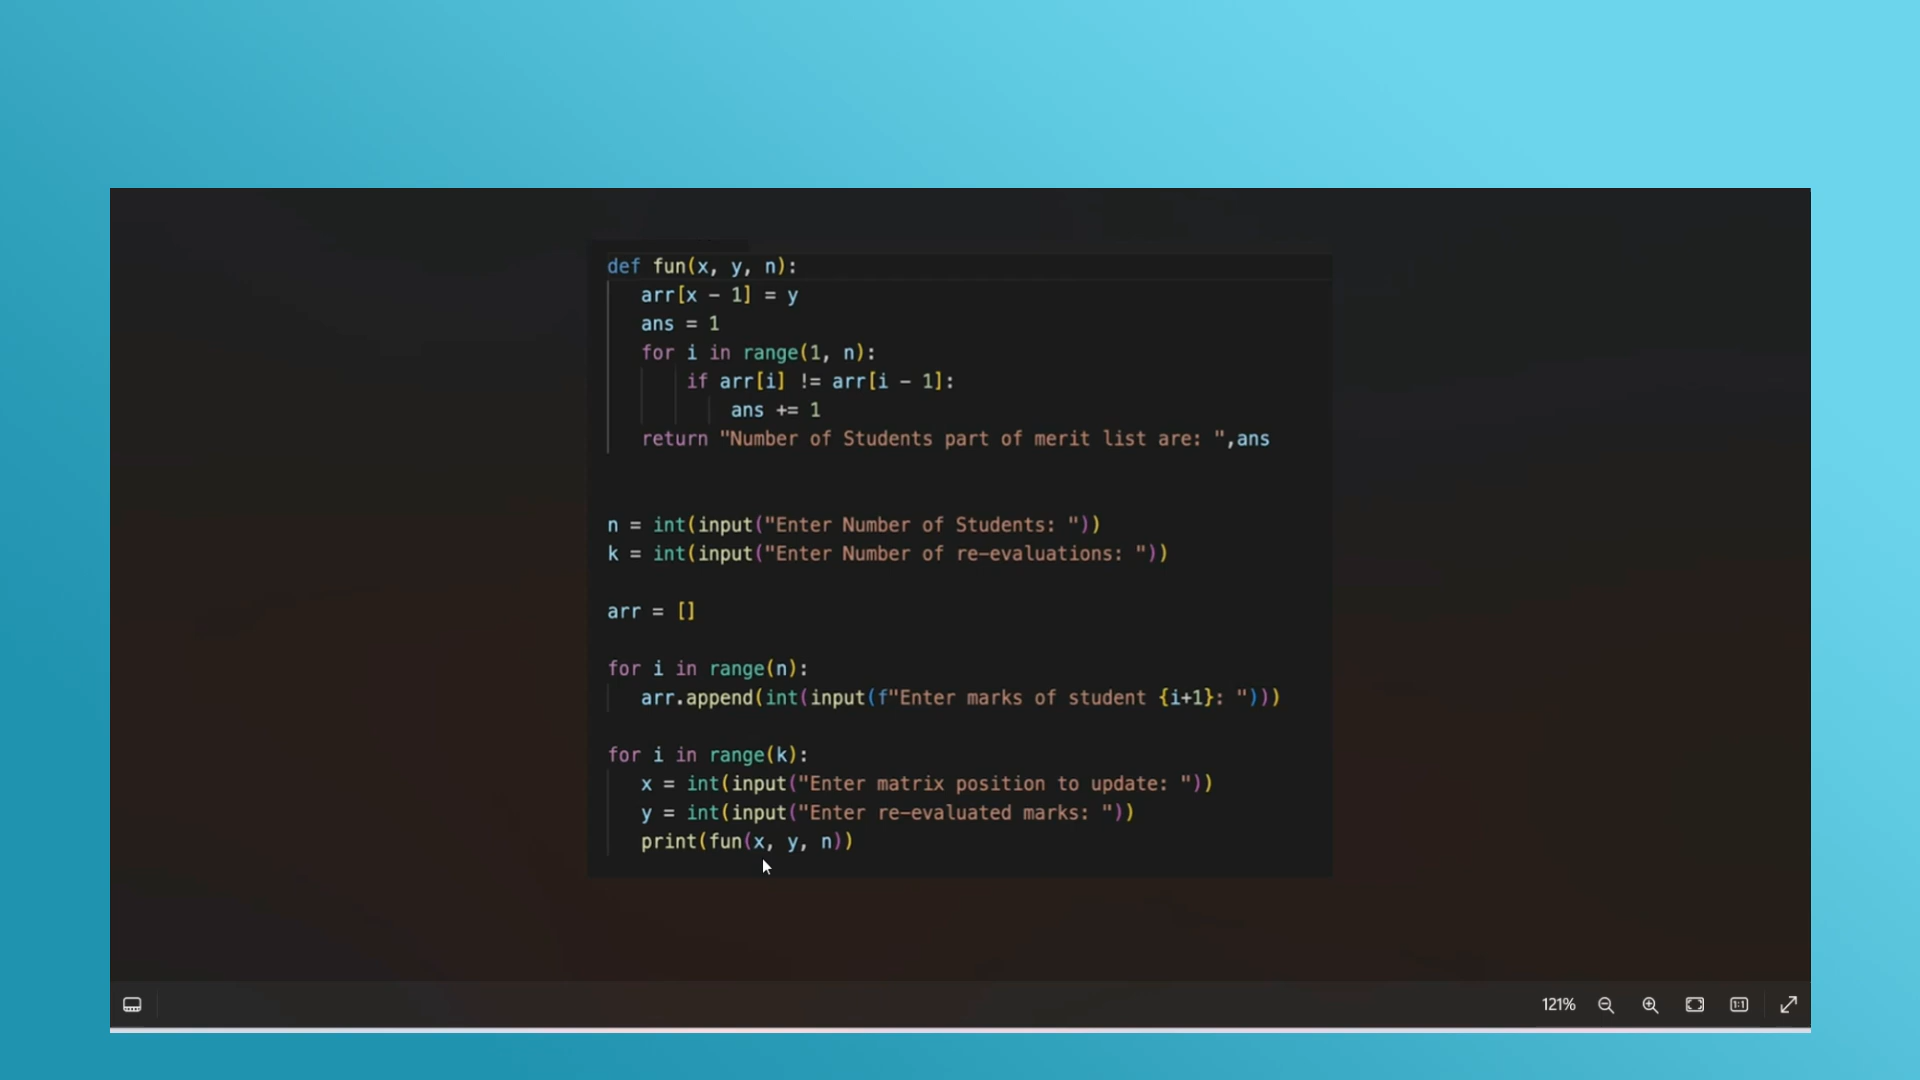 def fun(x, y, n):
arr[x - 1] = y
ans = 1
for i in range(1, n):
if arr[i] != arr[i - 1]:
ans += 1
return "Number of Students part of merit list are: ",ans
n = int(input("Enter Number of Students: "))
k = int(input("Enter Number of re-evaluations: "))
arr = []
for i in range(n):
arr.append(int(input(f"Enter marks of student {i+1}: ")))
for i in range(k):
x = int(input("Enter matrix position to update: "))
y = int(input("Enter re-evaluated marks: "))
print(fun(x, y, n))
121%
1:1